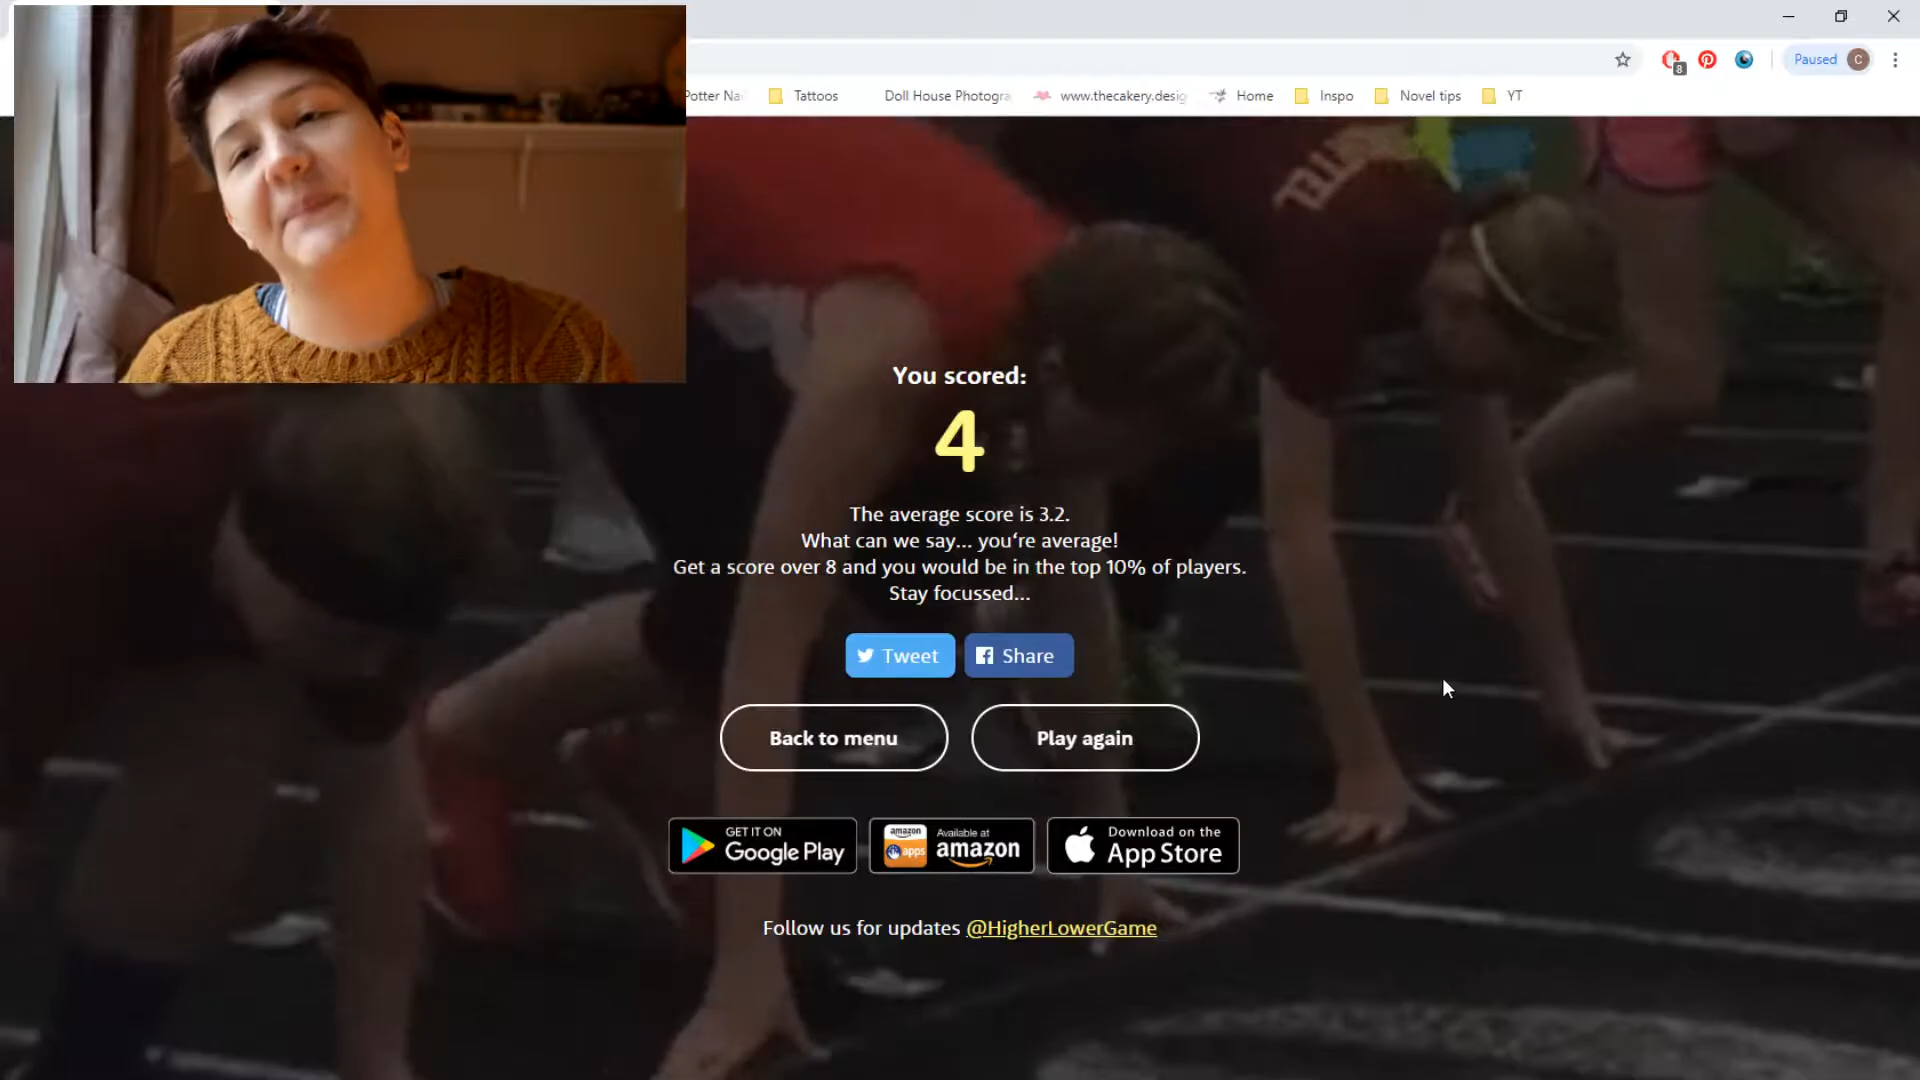 Paused C
8
Potter Na
Tattoos
Doll House Photogra
www.thecakery.desig
Home
Inspo
Novel tips
YT
You scored:
4
The average score is 3.2.
What can we say... you're average!
Get a score over 8 and you would be in the top 10% of players.
Stay focussed...
Tweet
Share
Back to menu
Play again
GET IT ON
Google Play
amazon
apps
Available at
amazon
Download on the
App Store
Follow us for updates @HigherLowerGame